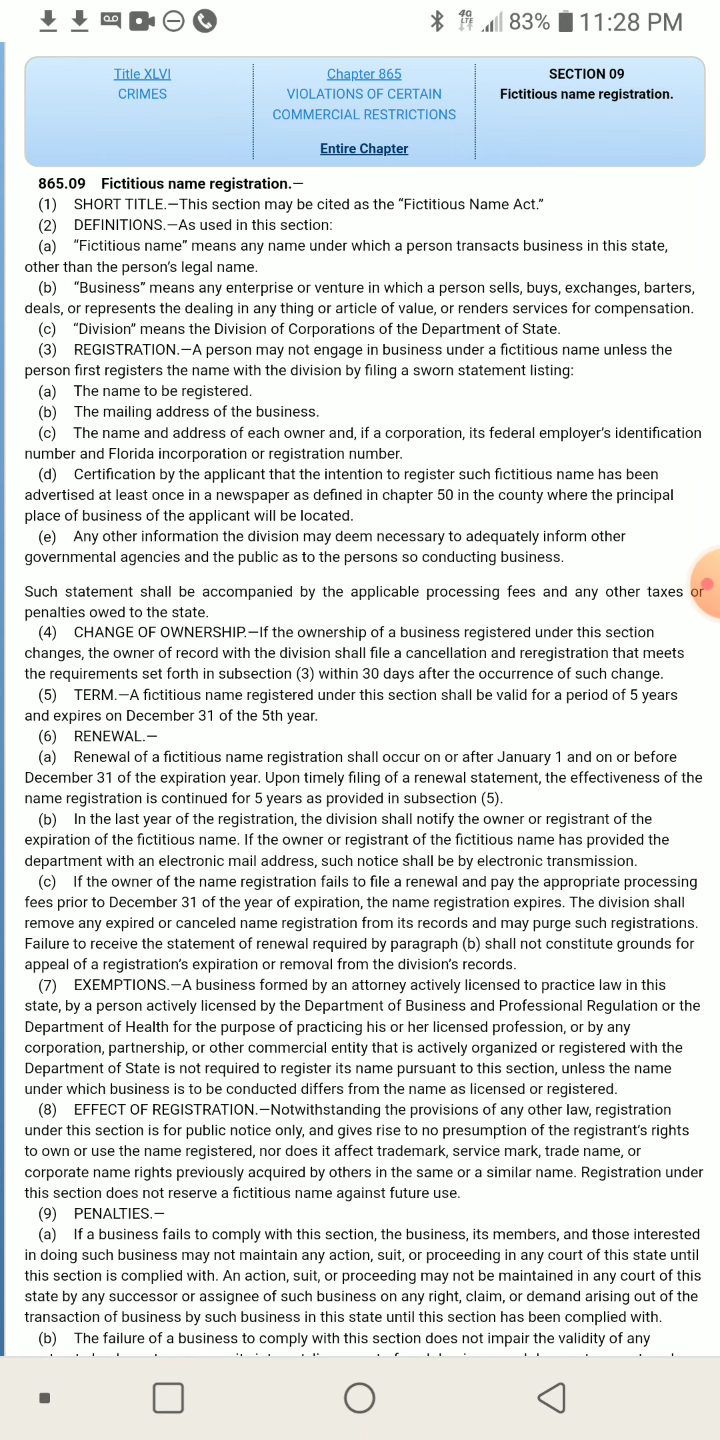 4G
LTE
83%
11:28 PM
Title XLVI
CRIMES
Chapter 865
VIOLATIONS OF CERTAIN
COMMERCIAL RESTRICTIONS
Entire Chapter
SECTION 09
Fictitious name registration.
865.09 Fictitious name registration.—
(1) SHORT TITLE.—This section may be cited as the “Fictitious Name Act.”
(2) DEFINITIONS.—As used in this section:
(a) “Fictitious name” means any name under which a person transacts business in this state,
other than the person’s legal name.
(b) “Business” means any enterprise or venture in which a person sells, buys, exchanges, barters,
deals, or represents the dealing in any thing or article of value, or renders services for compensation.
(c) “Division” means the Division of Corporations of the Department of State.
(3) REGISTRATION.—A person may not engage in business under a fictitious name unless the
person first registers the name with the division by filing a sworn statement listing:
(a) The name to be registered.
(b) The mailing address of the business.
(c) The name and address of each owner and, if a corporation, its federal employer’s identification
number and Florida incorporation or registration number.
(d) Certification by the applicant that the intention to register such fictitious name has been
advertised at least once in a newspaper as defined in chapter 50 in the county where the principal
place of business of the applicant will be located.
(e) Any other information the division may deem necessary to adequately inform other
governmental agencies and the public as to the persons so conducting business.
Such statement shall be accompanied by the applicable processing fees and any other taxes or
penalties owed to the state.
(4) CHANGE OF OWNERSHIP.—If the ownership of a business registered under this section
changes, the owner of record with the division shall file a cancellation and reregistration that meets
the requirements set forth in subsection (3) within 30 days after the occurrence of such change.
(5) TERM.—A fictitious name registered under this section shall be valid for a period of 5 years
and expires on December 31 of the 5th year.
(6) RENEWAL.—
(a) Renewal of a fictitious name registration shall occur on or after January 1 and on or before
December 31 of the expiration year. Upon timely filing of a renewal statement, the effectiveness of the
name registration is continued for 5 years as provided in subsection (5).
(b) In the last year of the registration, the division shall notify the owner or registrant of the
expiration of the fictitious name. If the owner or registrant of the fictitious name has provided the
department with an electronic mail address, such notice shall be by electronic transmission.
(c) If the owner of the name registration fails to file a renewal and pay the appropriate processing
fees prior to December 31 of the year of expiration, the name registration expires. The division shall
remove any expired or canceled name registration from its records and may purge such registrations.
Failure to receive the statement of renewal required by paragraph (b) shall not constitute grounds for
appeal of a registration’s expiration or removal from the division’s records.
(7) EXEMPTIONS.—A business formed by an attorney actively licensed to practice law in this
state, by a person actively licensed by the Department of Business and Professional Regulation or the
Department of Health for the purpose of practicing his or her licensed profession, or by any
corporation, partnership, or other commercial entity that is actively organized or registered with the
Department of State is not required to register its name pursuant to this section, unless the name
under which business is to be conducted differs from the name as licensed or registered.
(8) EFFECT OF REGISTRATION.—Notwithstanding the provisions of any other law, registration
under this section is for public notice only, and gives rise to no presumption of the registrant’s rights
to own or use the name registered, nor does it affect trademark, service mark, trade name, or
corporate name rights previously acquired by others in the same or a similar name. Registration under
this section does not reserve a fictitious name against future use.
(9) PENALTIES.—
(a) If a business fails to comply with this section, the business, its members, and those interested
in doing such business may not maintain any action, suit, or proceeding in any court of this state until
this section is complied with. An action, suit, or proceeding may not be maintained in any court of this
state by any successor or assignee of such business on any right, claim, or demand arising out of the
transaction of business by such business in this state until this section has been complied with.
(b) The failure of a business to comply with this section does not impair the validity of any